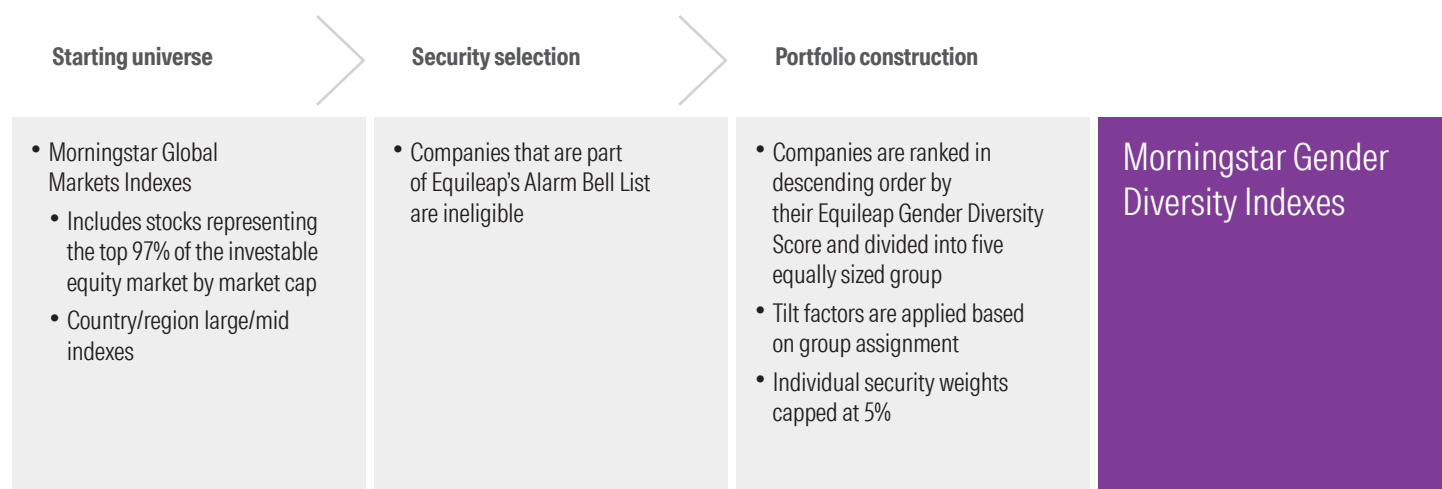 Starting universe
Security selection
Portfolio construction
• Morningstar Global
Markets Indexes
• Includes stocks representing
the top 97% of the investable
equity market by market cap
• Country/region large/mid
indexes
• Companies that are part
of Equileap's Alarm Bell List
are ineligible
• Companies are ranked in
descending order by
their Equileap Gender Diversity
Score and divided into five
equally sized group
• Tilt factors are applied based
on group assignment
• Individual security weights
capped at 5%
Morningstar Gender
Diversity Indexes